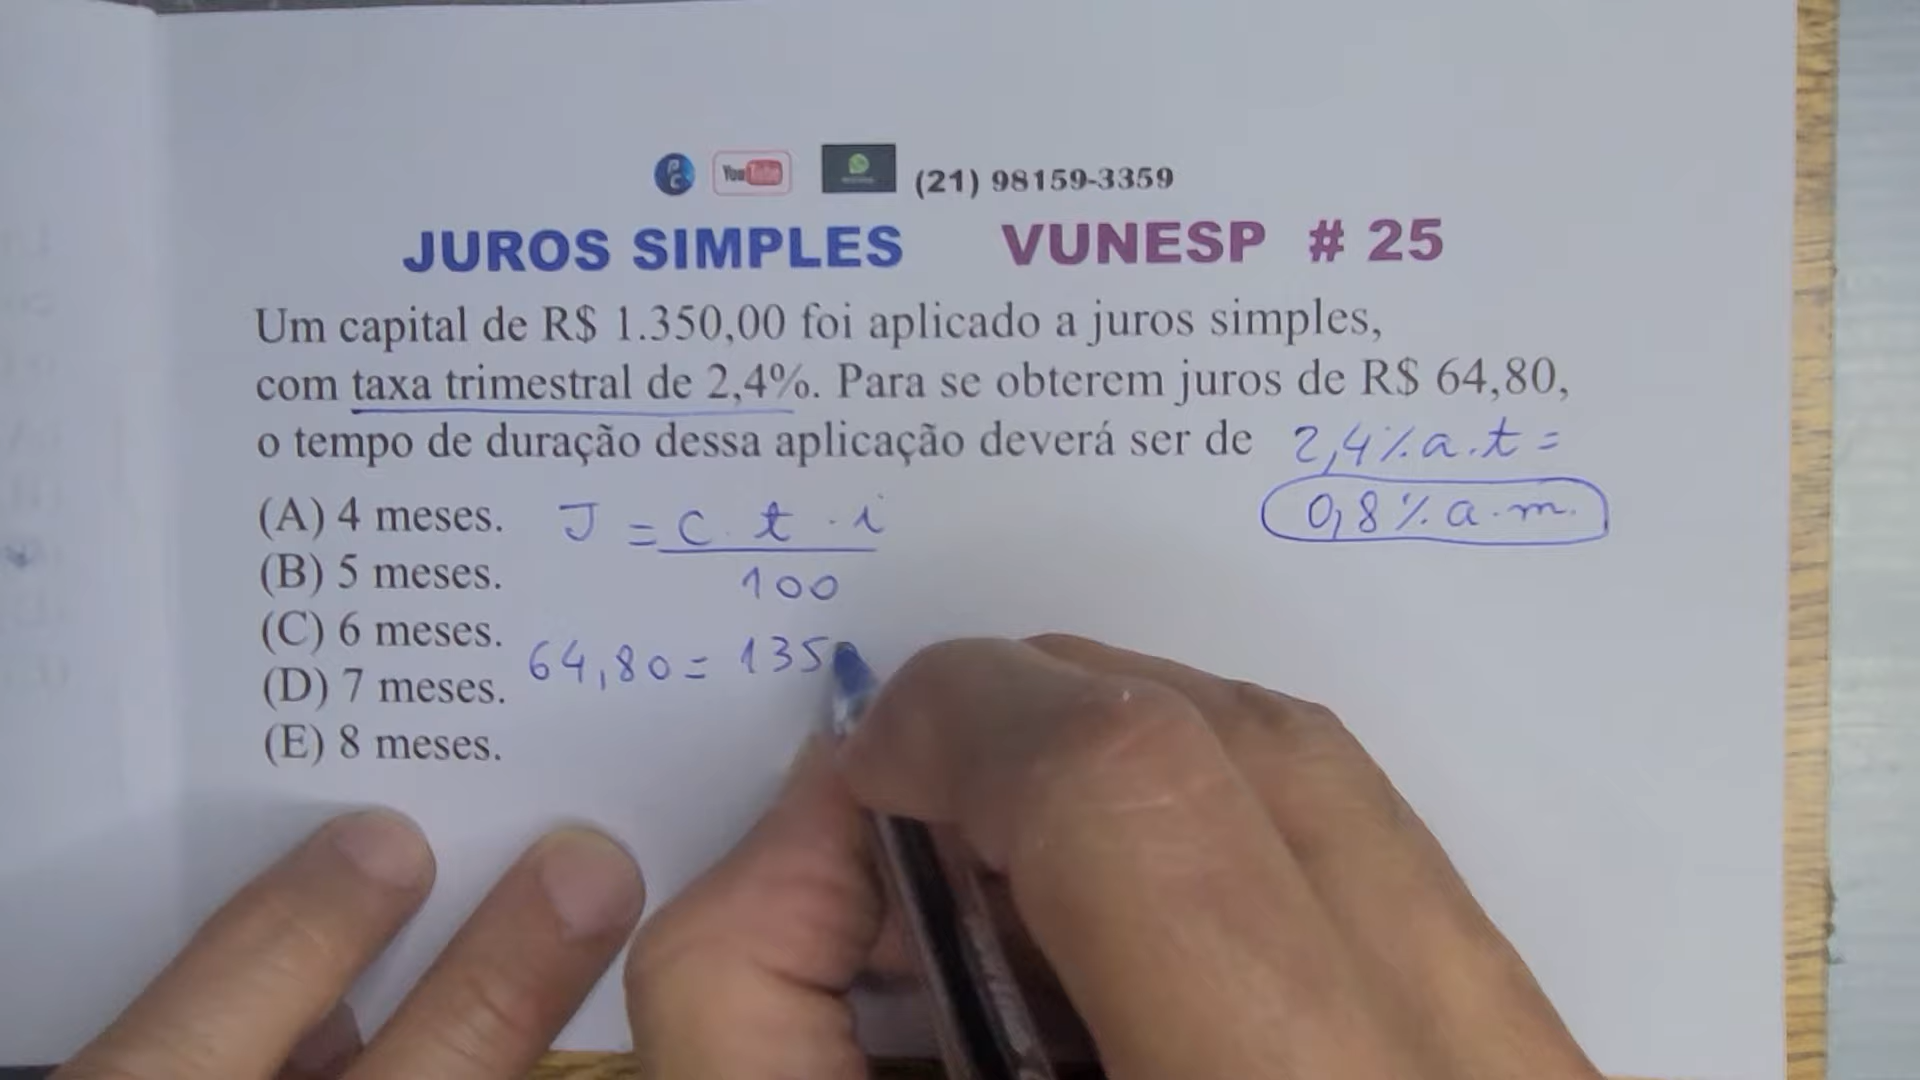 YouTube (21) 98159-3359
JUROS SIMPLES VUNESP # 25
Um capital de R$ 1.350,00 foi aplicado a juros simples,
com taxa trimestral de 2,4%. Para se obterem juros de R$ 64,80,
o tempo de duração dessa aplicação deverá ser de 2,4% a.t =
0,8% a.m.
(A) 4 meses. J = C. t . i
100
(B) 5 meses.
(C) 6 meses.
64,80 = 135
(D) 7 meses.
(E) 8 meses.